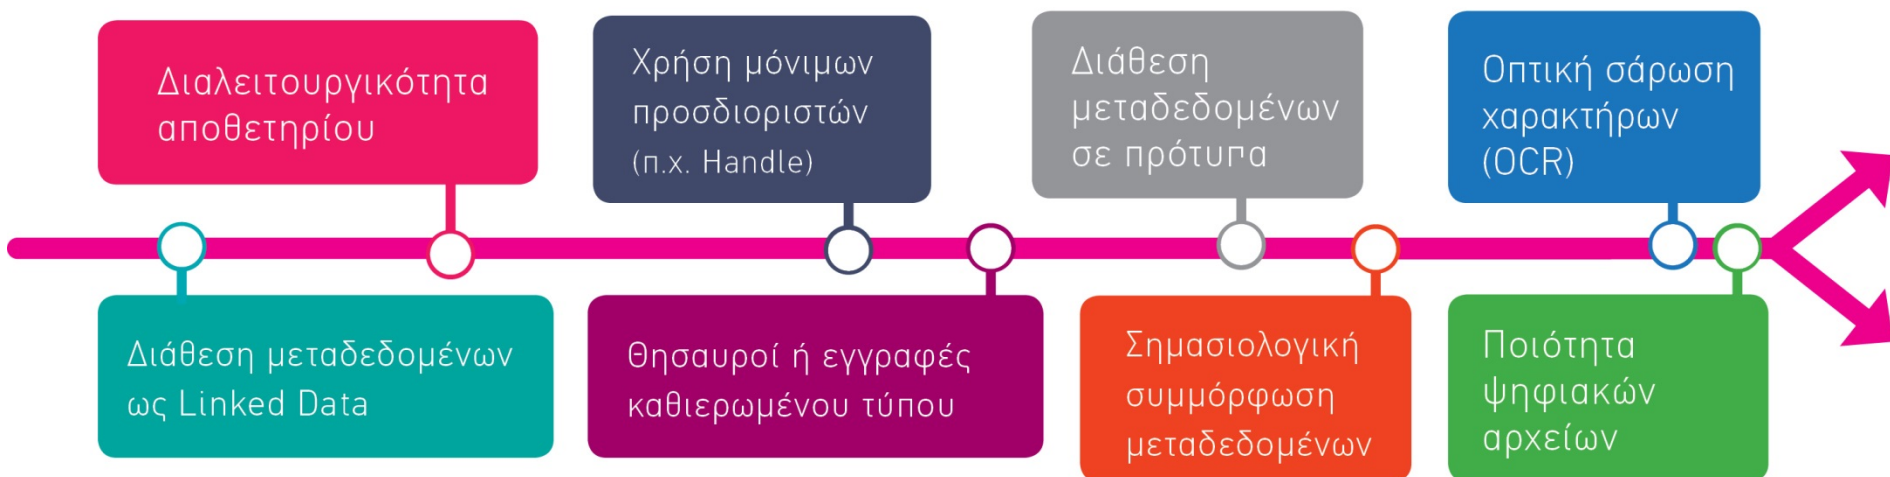 Διαλειτουργικότητα
αποθετηρίου
Χρήση μόνιμων
προσδιοριστών
(π.χ. Handle)
Διάθεση
μεταδεδομένων
σε πρότυπα
Οπτική σάρωση
χαρακτήρων
(OCR)
Διάθεση μεταδεδομένων
ως Linked Data
Θησαυροί ή εγγραφές
καθιερωμένου τύπου
Σημασιολογική
συμμόρφωση
μεταδεδομένων
Ποιότητα
ψηφιακών
αρχείων